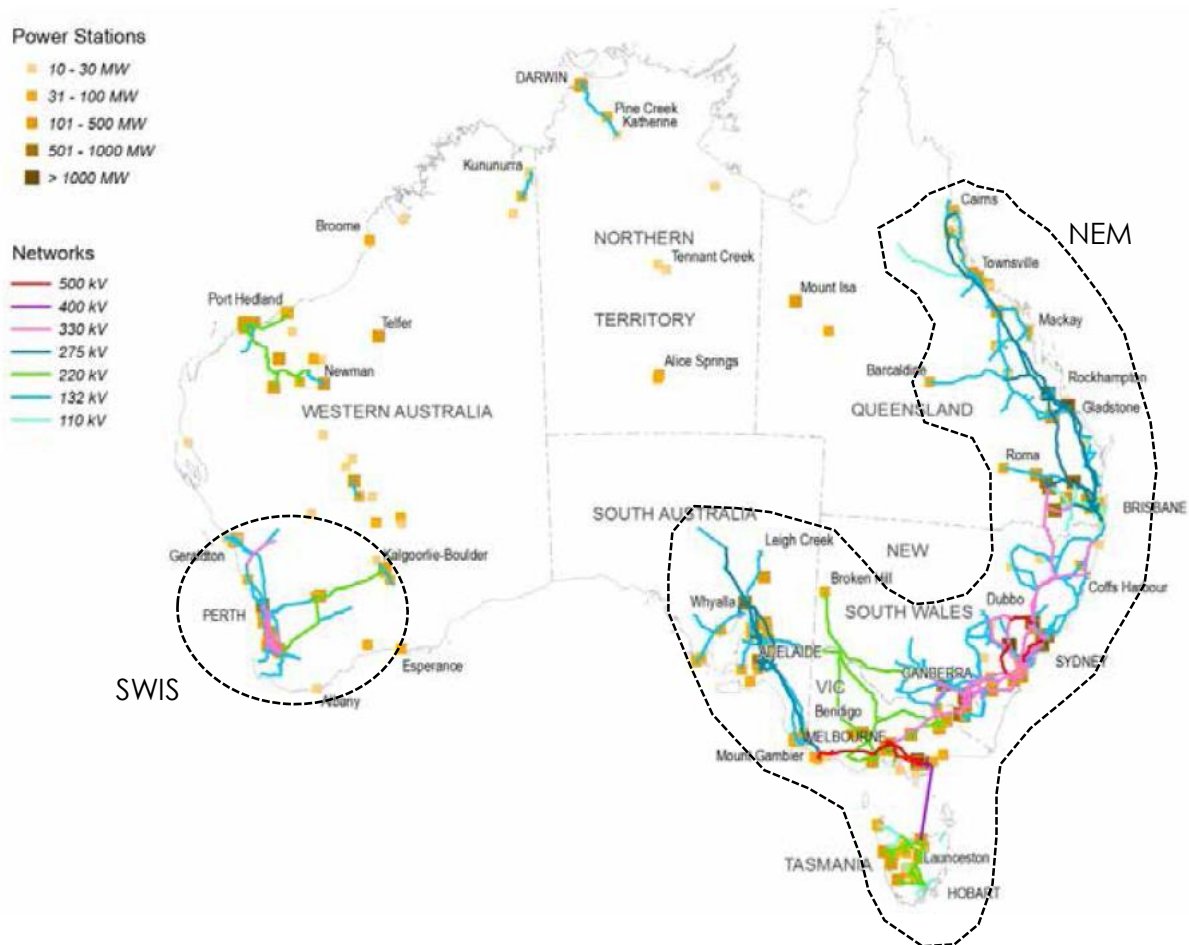 Power Stations
10 - 30 MW
31 - 100 MW
101 - 500 MW
501 - 1000 MW
> 1000 MW
Networks
500 kV
400 kV
330 kV
275 kV
220 kV
132 kV
110 kV
DARWIN
Pine Creek
Katherine
Kununurra
Broome
NORTHERN
Tennant Creek
Cairns
NEM
Townsville
Port Hedland
Mount Isa
Telfer
TERRITORY
Mackay
Newman
Alice Springs
Barcaldine
Rockhampton
WESTERN AUSTRALIA
QUEENSLAND
Gladstone
Roma
BRISBANE
SOUTH AUSTRALIA
Geraldton
Kalgoorlie-Boulder
Leigh Creek
NEW
Broken Hill
Coffs Harbour
Whyalla
SOUTH WALES
Dubbo
PERTH
ADELAIDE
SYDNEY
Esperance
CANBERRA
SWIS
Albany
VIC
Bendigo
MELBOURNE
Mount Gambier
TASMANIA
Launceston
HOBART